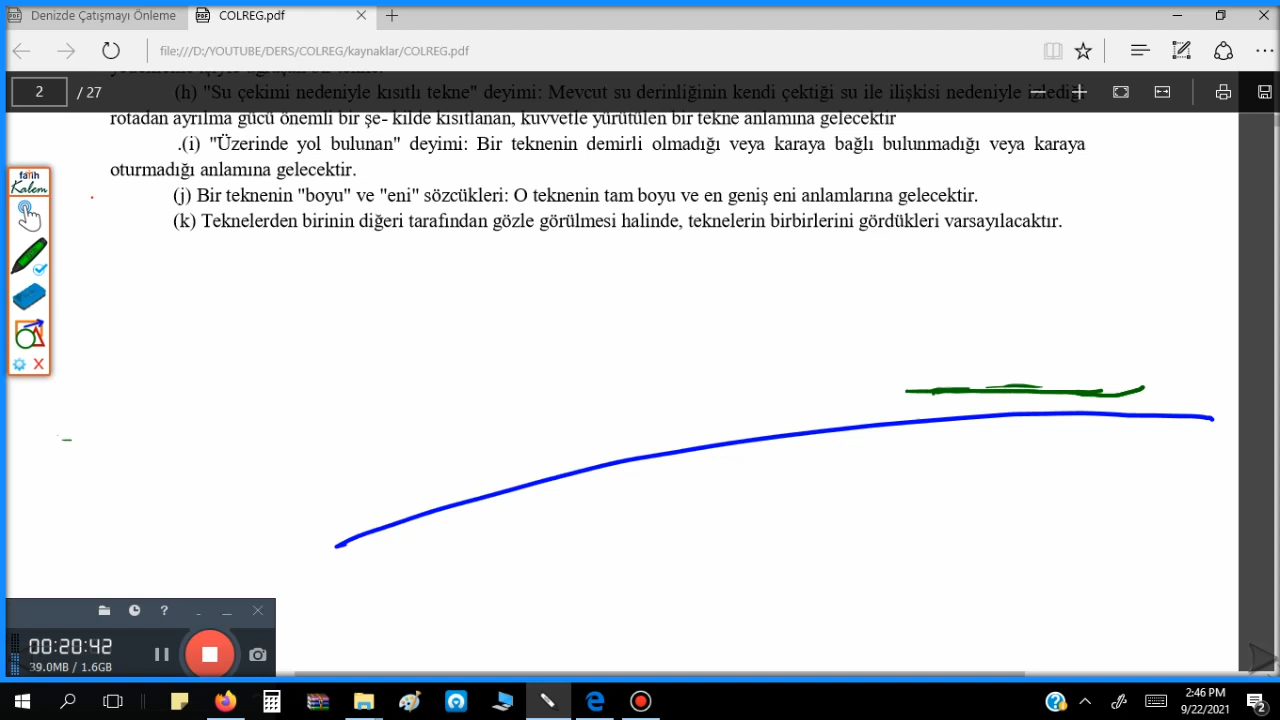 Denizde Çatışmayı Önleme
COLREG.pdf
file:///D:/YOUTUBE/DERS/COLREG/kaynaklar/COLREG.pdf
2 / 27
(h) "Su çekimi nedeniyle kısıtlı tekne" deyimi: Mevcut su derinliğinin kendi çektiği su ile ilişkisi nedeniyle izlediği
rotadan ayrılma gücü önemli bir şe- kilde kısıtlanan, kuvvetle yürütülen bir tekne anlamına gelecektir
.(i) "Üzerinde yol bulunan" deyimi: Bir teknenin demirli olmadığı veya karaya bağlı bulunmadığı veya karaya
oturmadığı anlamına gelecektir.
(j) Bir teknenin "boyu" ve "eni" sözcükleri: O teknenin tam boyu ve en geniş eni anlamlarına gelecektir.
(k) Teknelerden birinin diğeri tarafından gözle görülmesi halinde, teknelerin birbirlerini gördükleri varsayılacaktır.
fatih
Kalem
00:20:42
39.0MB / 1.6GB
2:46 PM
9/22/2021
2